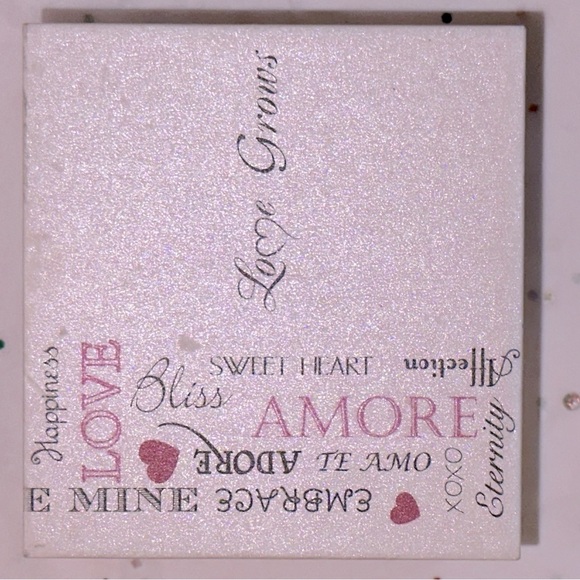 Love Grows
Happiness
LOVE
Bliss
SWEET HEART
Affection
AMORE
Eternity
ADORE
TE AMO
XOXO
E MINE
EMBRACE